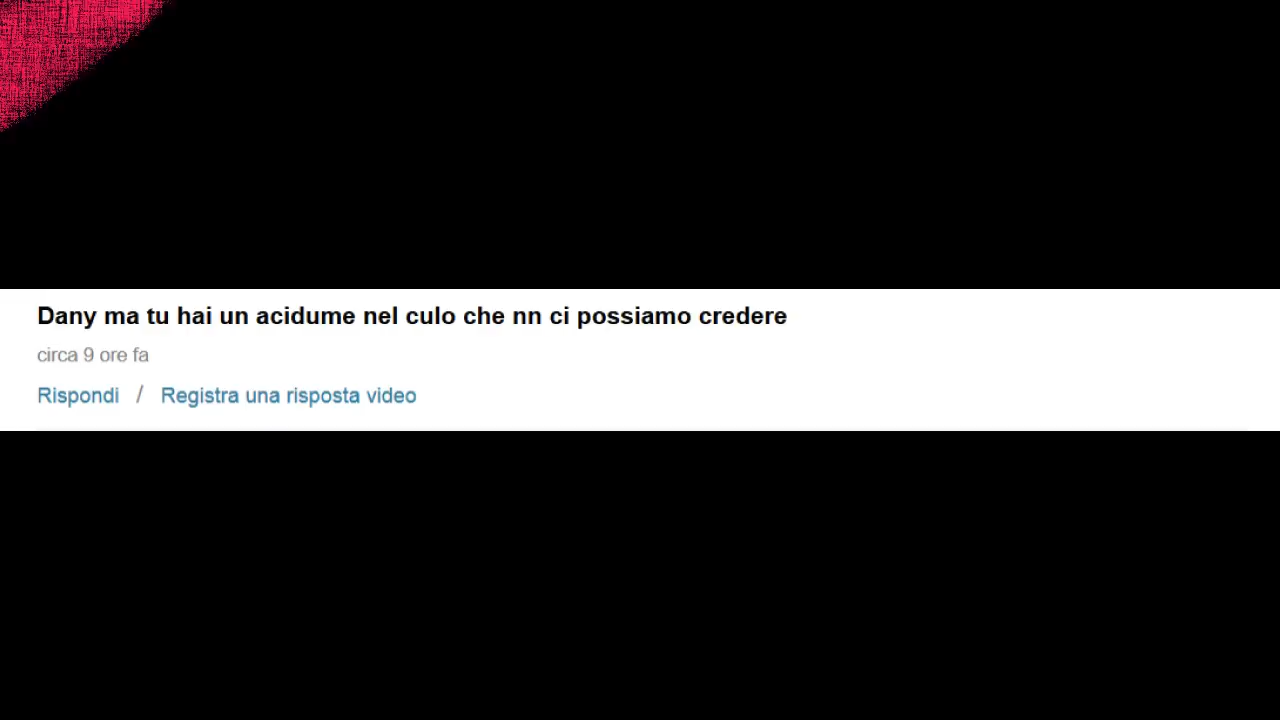 Dany ma tu hai un acidume nel culo che nn ci possiamo credere
circa 9 ore fa
Rispondi / Registra una risposta video